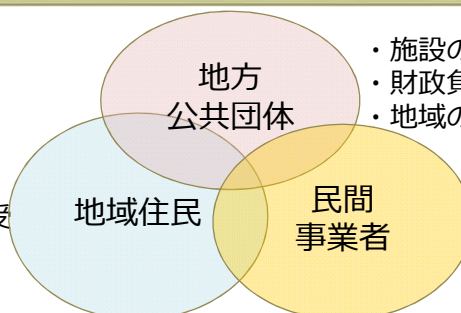 ・施設の
・財政負
・地域の
地方
公共団体
地域住民
民間
事業者